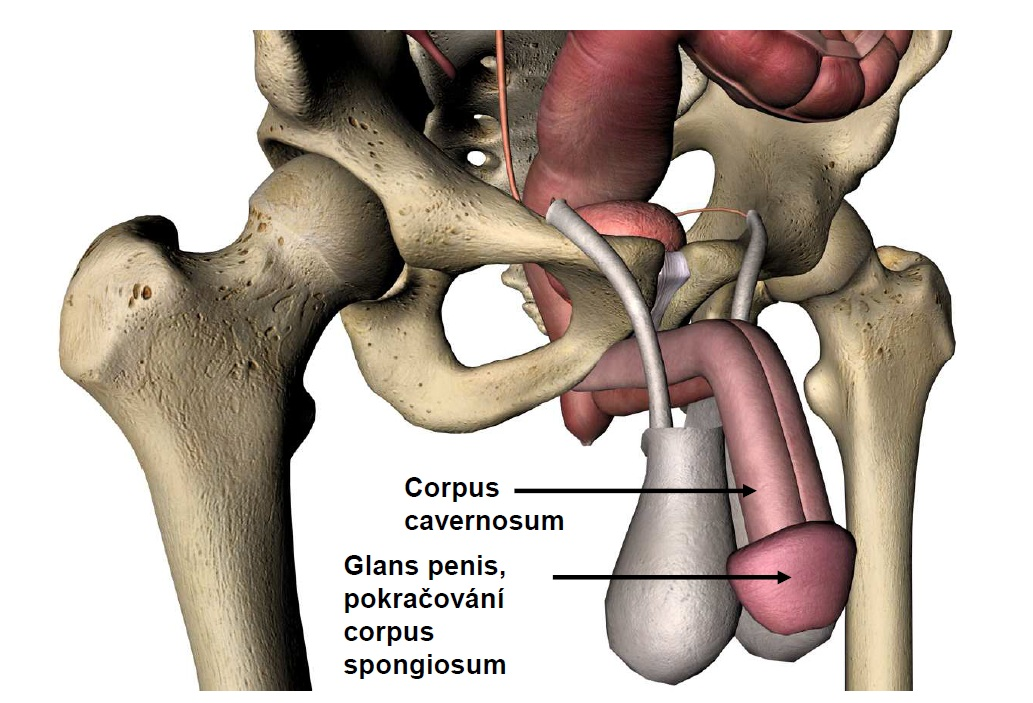 Corpus
cavernosum
Glans penis,
pokračování
corpus
spongiosum